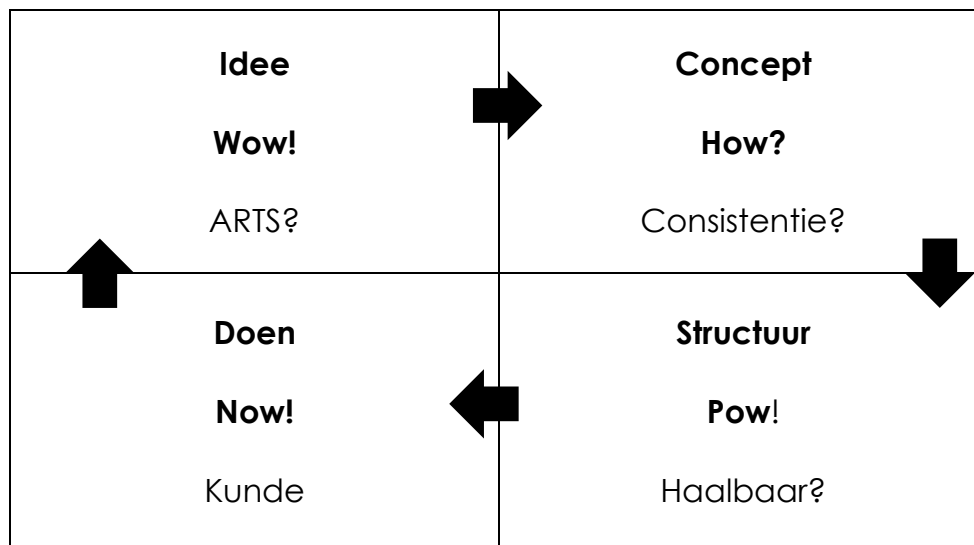 Idee
Wow!
ARTS?
Concept
How?
Consistentie?
Doen
Now!
Kunde
Structuur
Pow!
Haalbaar?